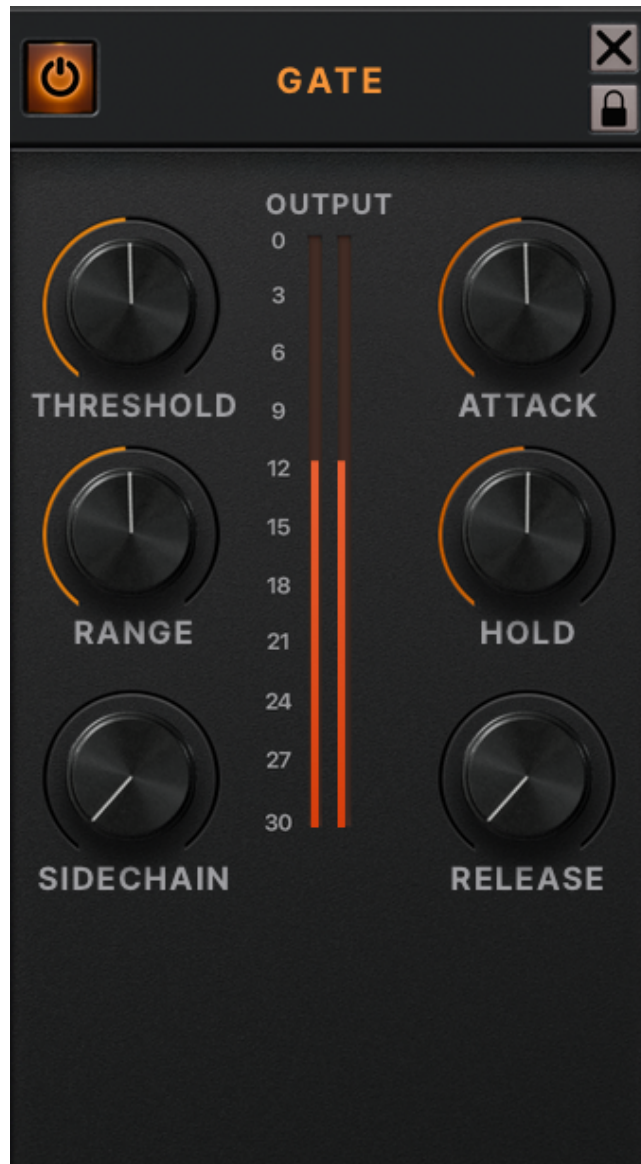 GATE
OUTPUT
0
3
6
THRESHOLD 9 ATTACK
12
15
18
RANGE 21 HOLD
24
27
30
SIDECHAIN RELEASE